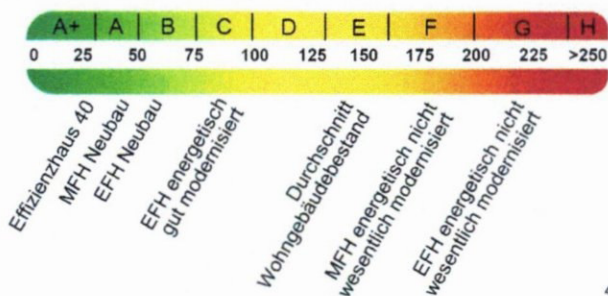 A+ A B C D E F G H
0 25 50 75 100 125 150 175 200 225 >250
Effizienzhaus 40
MFH Neubau
EFH Neubau
EFH energetisch
gut modernisiert
Durchschnitt
Wohngebäudebestand
MFH energetisch nicht
wesentlich modernisiert
EFH energetisch nicht
wesentlich modernisiert